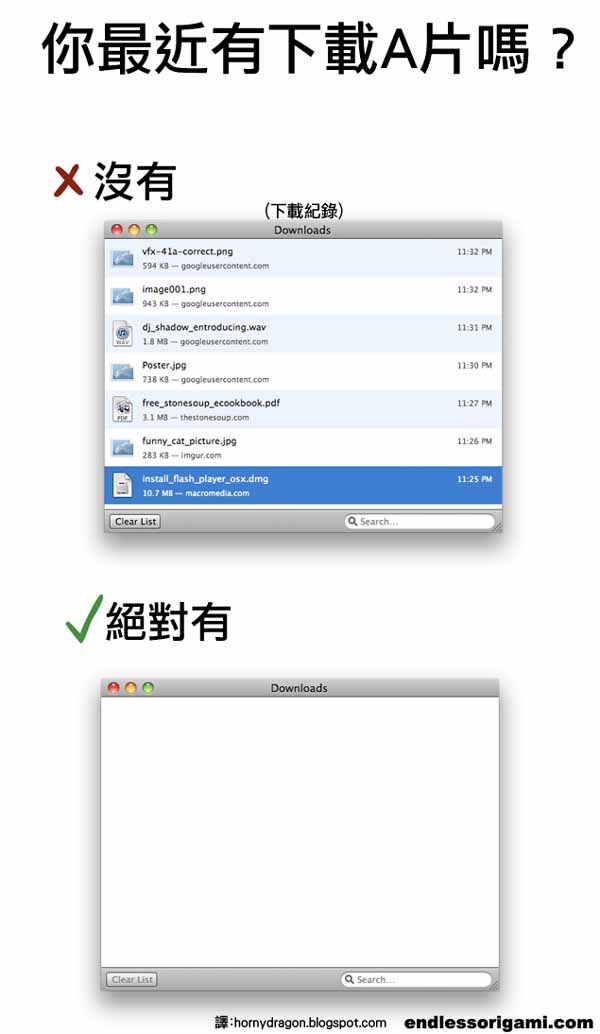 你最近有下載A片嗎？
沒有
(下載紀錄)
Downloads
vfx-41a-correct.png 11:32 PM
594 KB — googleusercontent.com
image001.png 11:32 PM
943 KB — googleusercontent.com
dj_shadow_entroducing.wav 11:31 PM
WAV
1.8 MB — googleusercontent.com
Poster.jpg 11:30 PM
738 KB — googleusercontent.com
free_stonesoup_ecookbook.pdf 11:27 PM
PDF
3.1 MB — thestonesoup.com
funny_cat_picture.jpg 11:26 PM
283 KB — imgur.com
install_flash_player_osx.dmg 11:25 PM
10.7 MB — macromedia.com
Clear List Search...
絕對有
Downloads
Clear List Search...
譯:hornydragon.blogspot.com endlessorigami.com